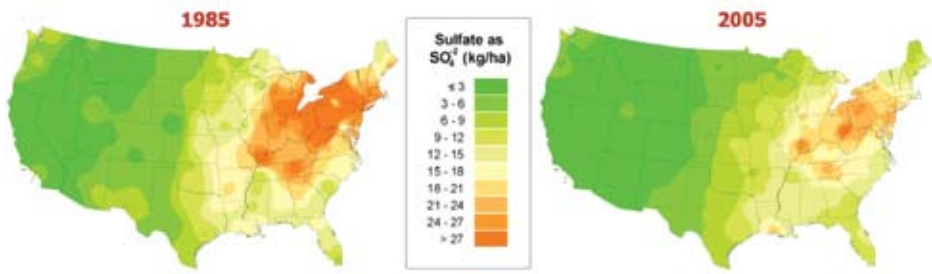 1985
2005
Sulfate as
SO₄⁻² (kg/ha)
≤ 3
3 - 6
6 - 9
9 - 12
12 - 15
15 - 18
18 - 21
21 - 24
24 - 27
> 27